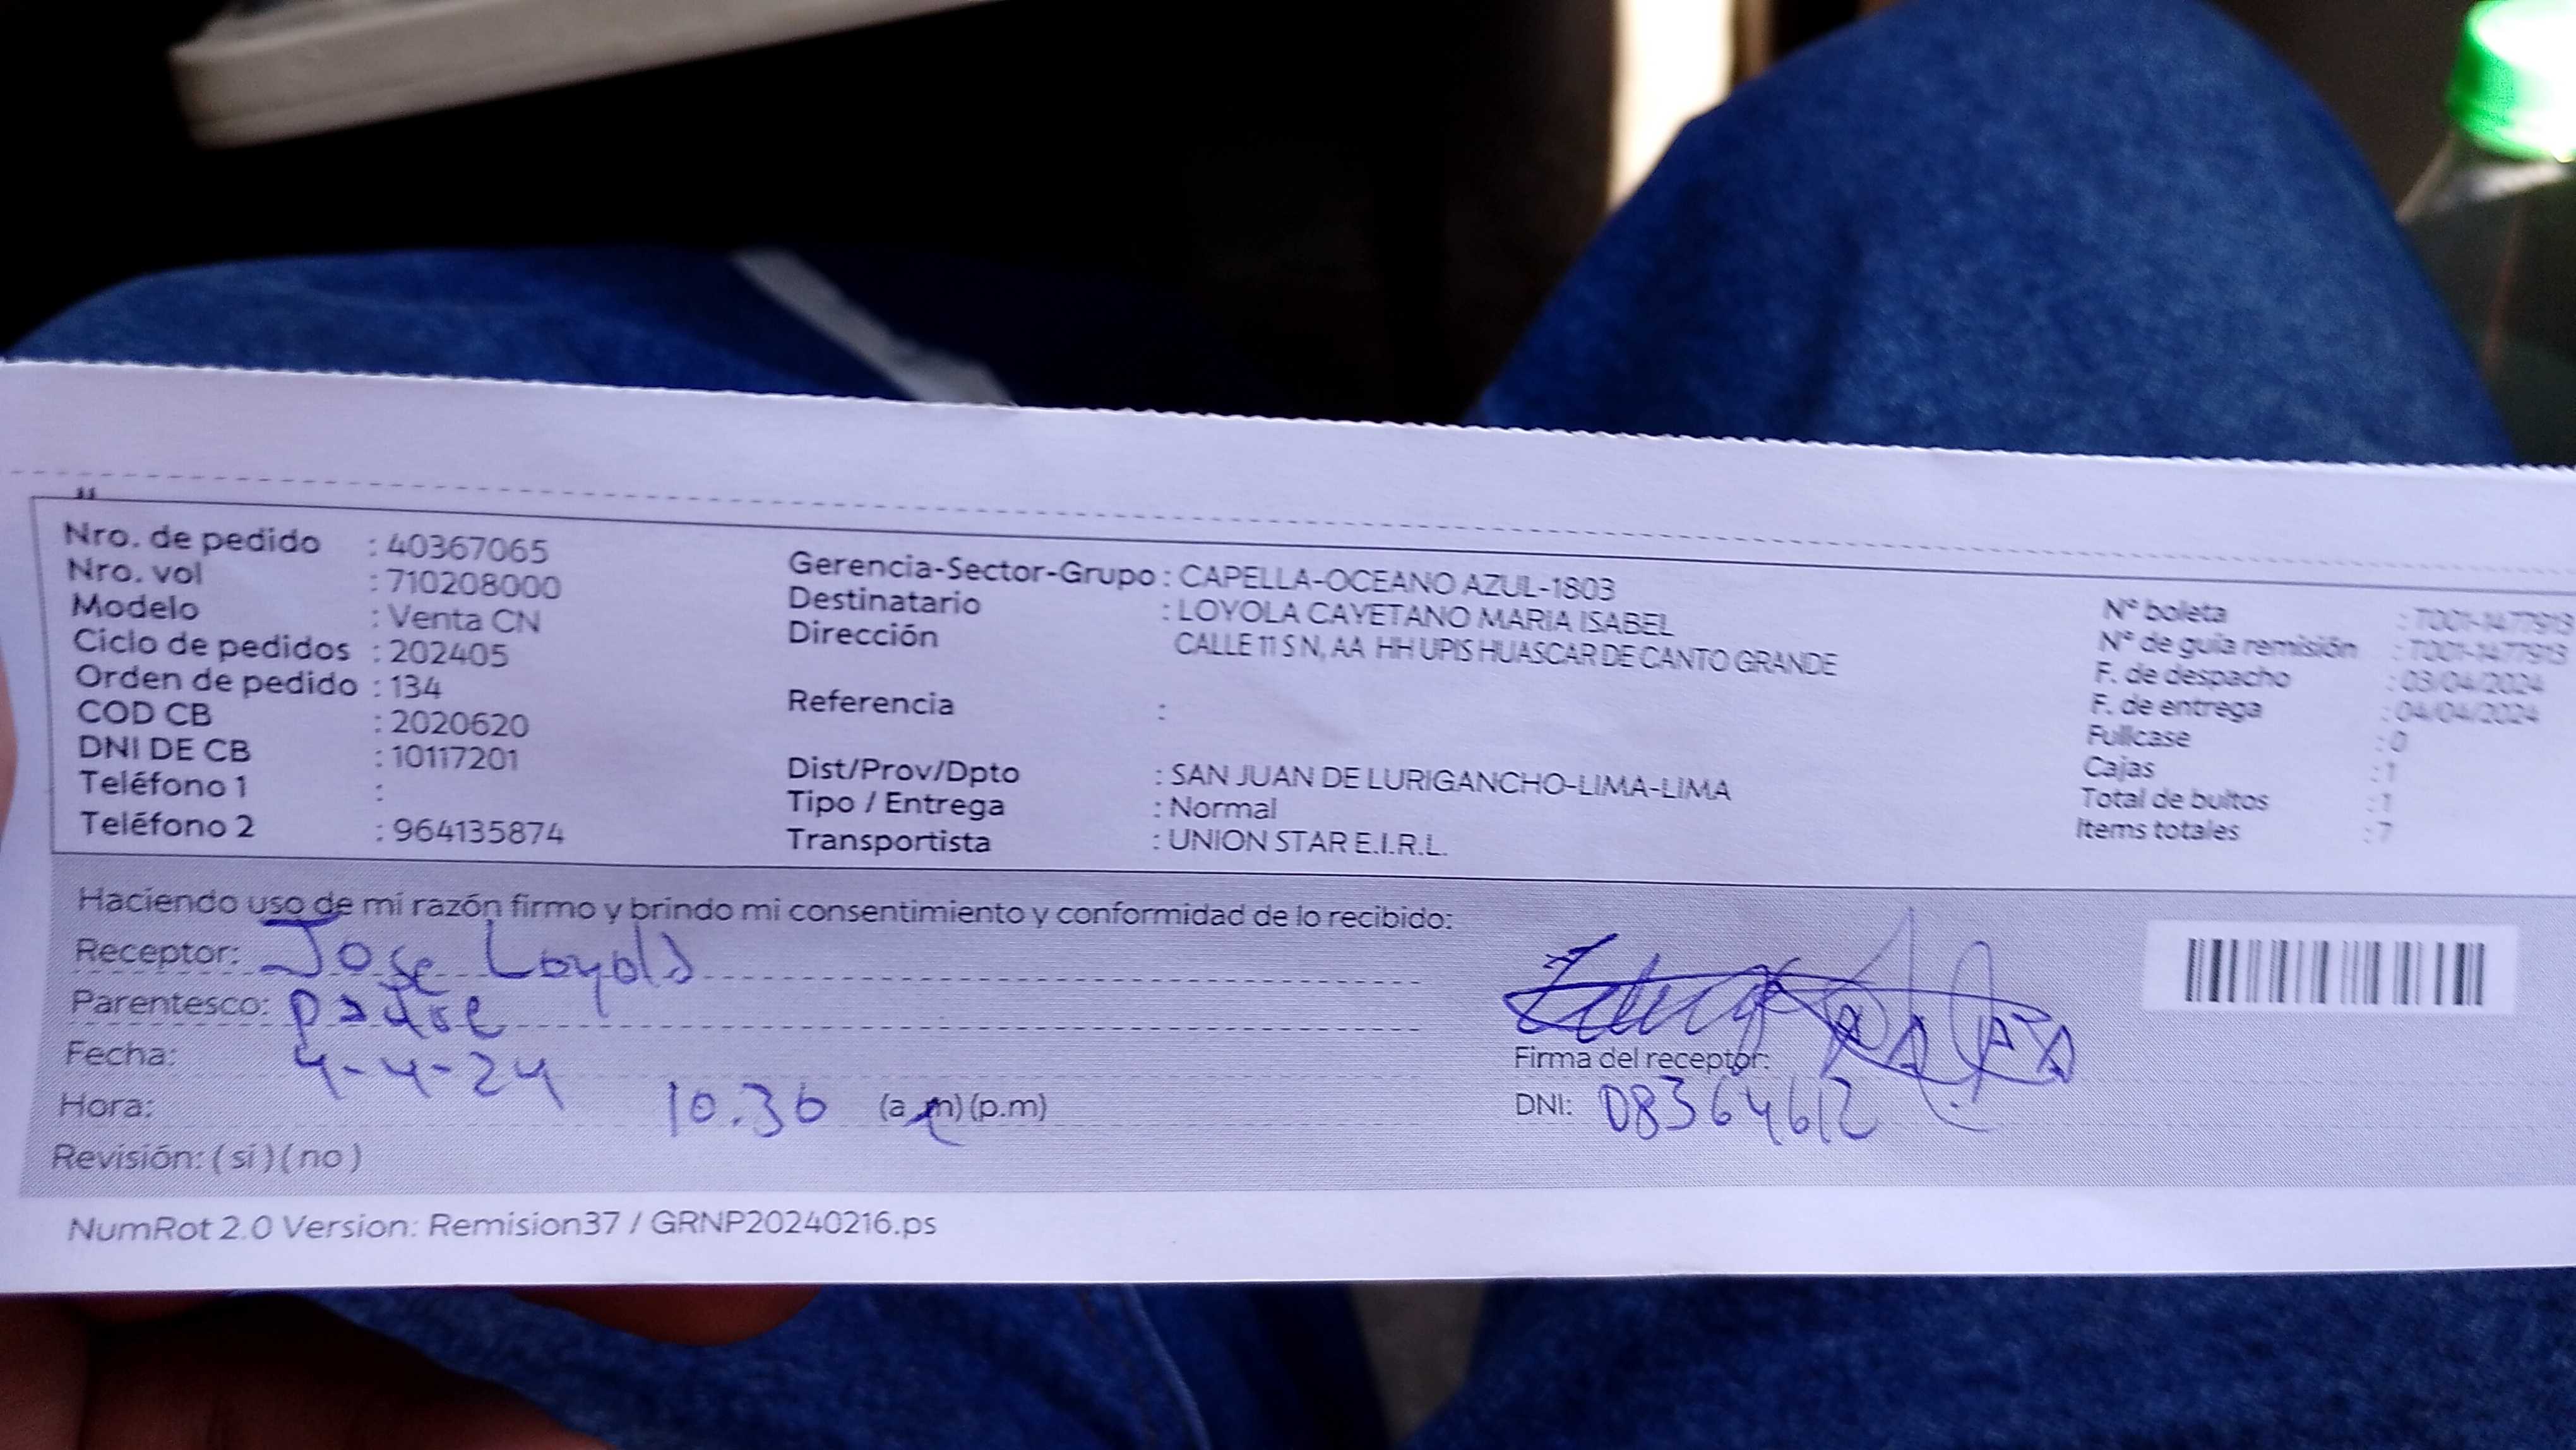 Nro. de pedido : 40367065
Nro. vol : 710208000
Modelo : Venta CN
Ciclo de pedidos : 202405
Orden de pedido : 134
COD CB : 2020620
DNI DE CB : 10117201
Teléfono 1 :
Teléfono 2 : 964135874
Gerencia-Sector-Grupo : CAPELLA-OCEANO AZUL-1803
Destinatario : LOYOLA CAYETANO MARIA ISABEL
Dirección CALLE 11 S N, AA HH UPIS HUASCAR DE CANTO GRANDE
Referencia :
Dist/Prov/Dpto : SAN JUAN DE LURIGANCHO-LIMA-LIMA
Tipo / Entrega : Normal
Transportista : UNION STAR E.I.R.L.
N° boleta : T001-1477913
N° de guía remisión : T001-1477913
F. de despacho : 03/04/2024
F. de entrega : 04/04/2024
Fullcase : 0
Cajas : 1
Total de bultos : 1
Items totales : 7
Haciendo uso de mi razón firmo y brindo mi consentimiento y conformidad de lo recibido:
Receptor: Jose Loyola
Parentesco: padre
Fecha: 4-4-24
Hora: 10.30 (a.m) (p.m)
Revisión: ( si ) ( no )
Firma del receptor:
DNI: 08364612
NumRot 2.0 Version: Remision37 / GRNP20240216.ps